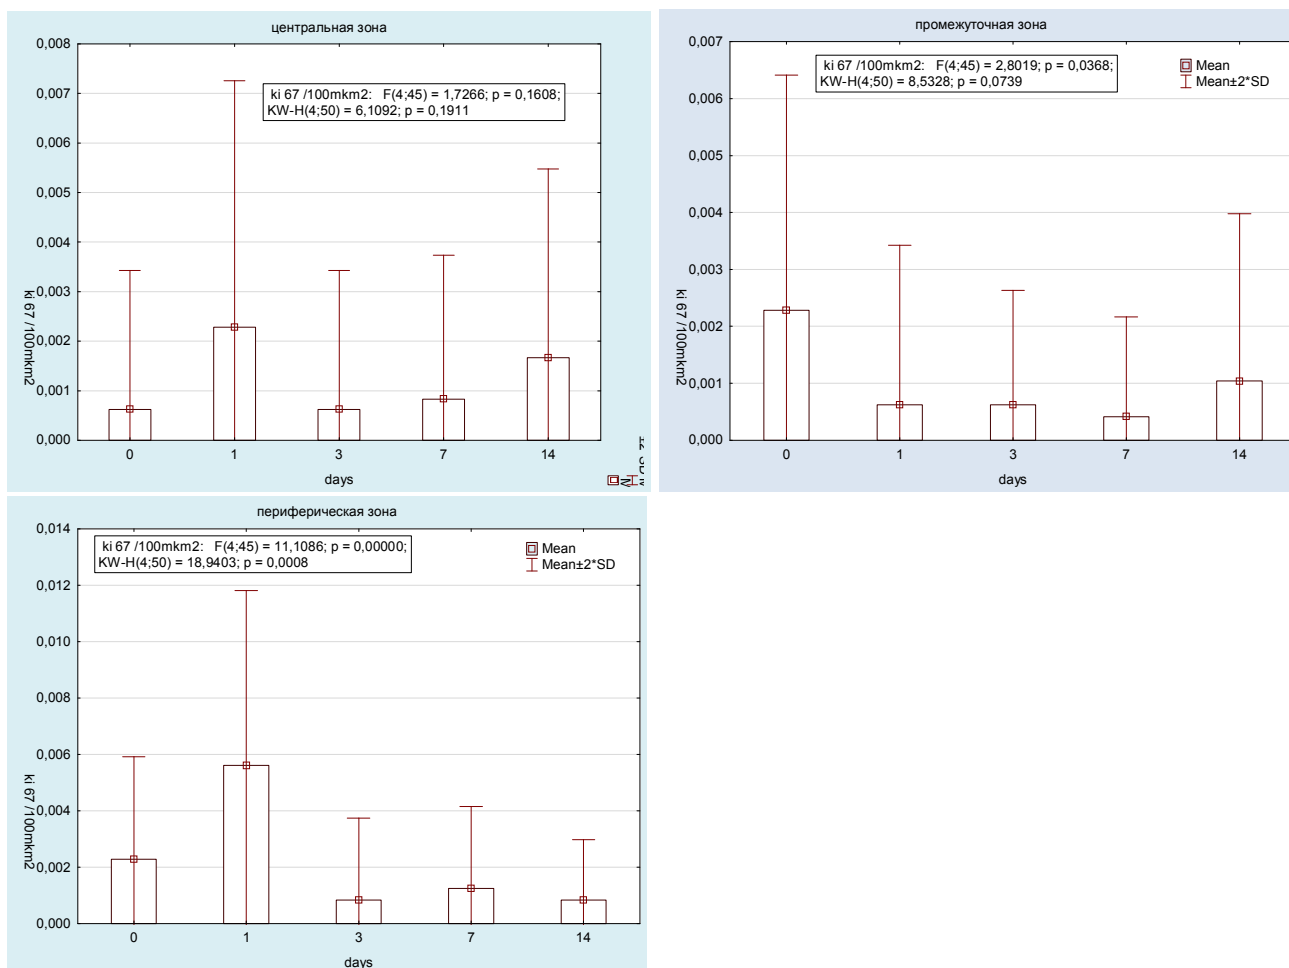 центральная зона
0,008
0,007
0,006
0,005
0,004
0,003
0,002
0,001
0,000
ki 67 /100mkm2
ki 67 /100mkm2: F(4;45) = 1,7266; p = 0,1608;
KW-H(4;50) = 6,1092; p = 0,1911
0 1 3 7 14
days
промежуточная зона
0,007
0,006
0,005
0,004
0,003
0,002
0,001
0,000
ki 67 /100mkm2
ki 67 /100mkm2: F(4;45) = 2,8019; p = 0,0368;
KW-H(4;50) = 8,5328; p = 0,0739
Mean
Mean±2*SD
0 1 3 7 14
days
периферическая зона
0,014
0,012
0,010
0,008
0,006
0,004
0,002
0,000
ki 67 /100mkm2
ki 67 /100mkm2: F(4;45) = 11,1086; p = 0,00000;
KW-H(4;50) = 18,9403; p = 0,0008
Mean
Mean±2*SD
0 1 3 7 14
days